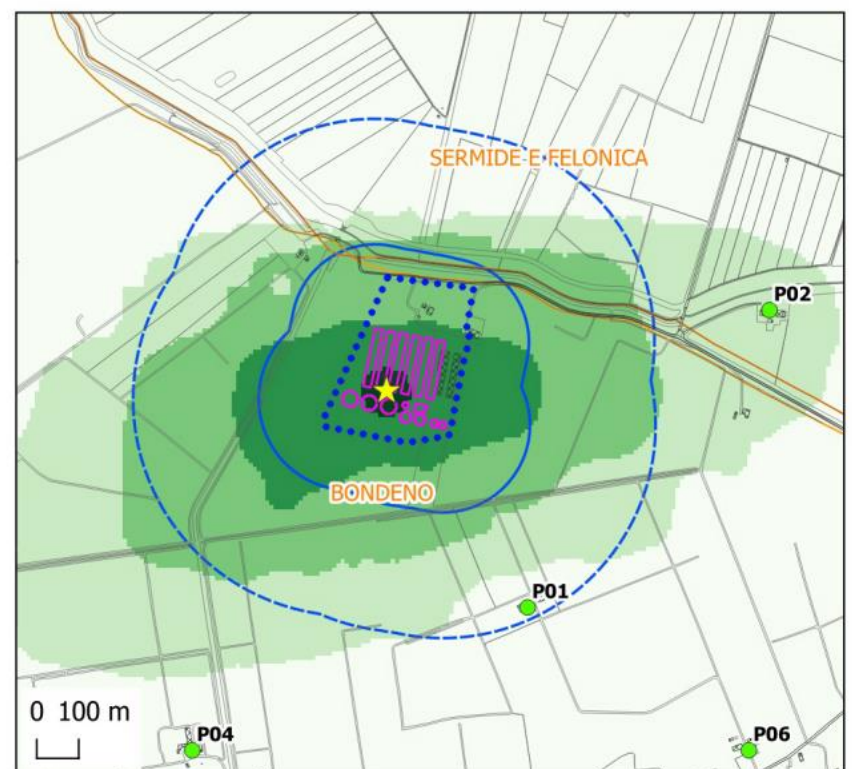 SERMIDE E FELONICA
P02
BONDENO
P01
0 100 m
P04
P06